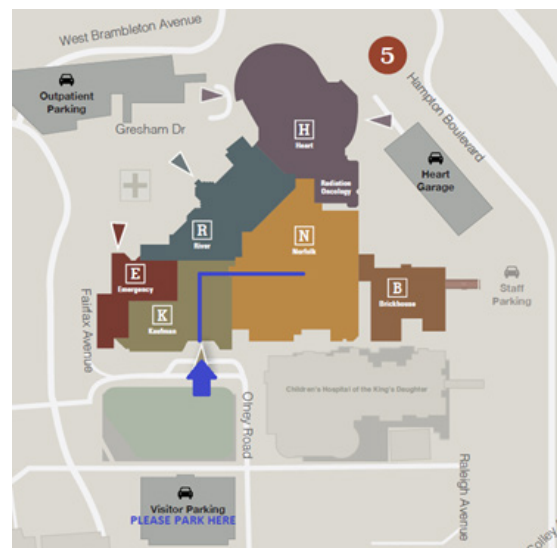 West Brambleton Avenue
5
Outpatient
Parking
Gresham Dr
Hampton Boulevard
H
Heart
Radiation
Oncology
Heart
Garage
R
River
N
Norfolk
E
Emergency
K
Kaufman
B
Brickhouse
Staff
Parking
Fairfax Avenue
Children's Hospital of the King's Daughter
Olney Road
Raleigh Avenue
Visitor Parking
PLEASE PARK HERE